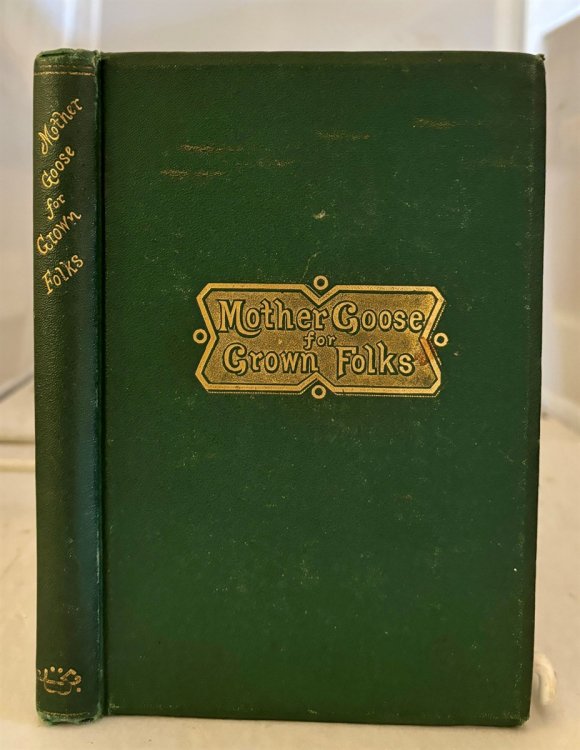 Mother
Goose
for
Grown
Folks
Mother Goose
for
Grown Folks